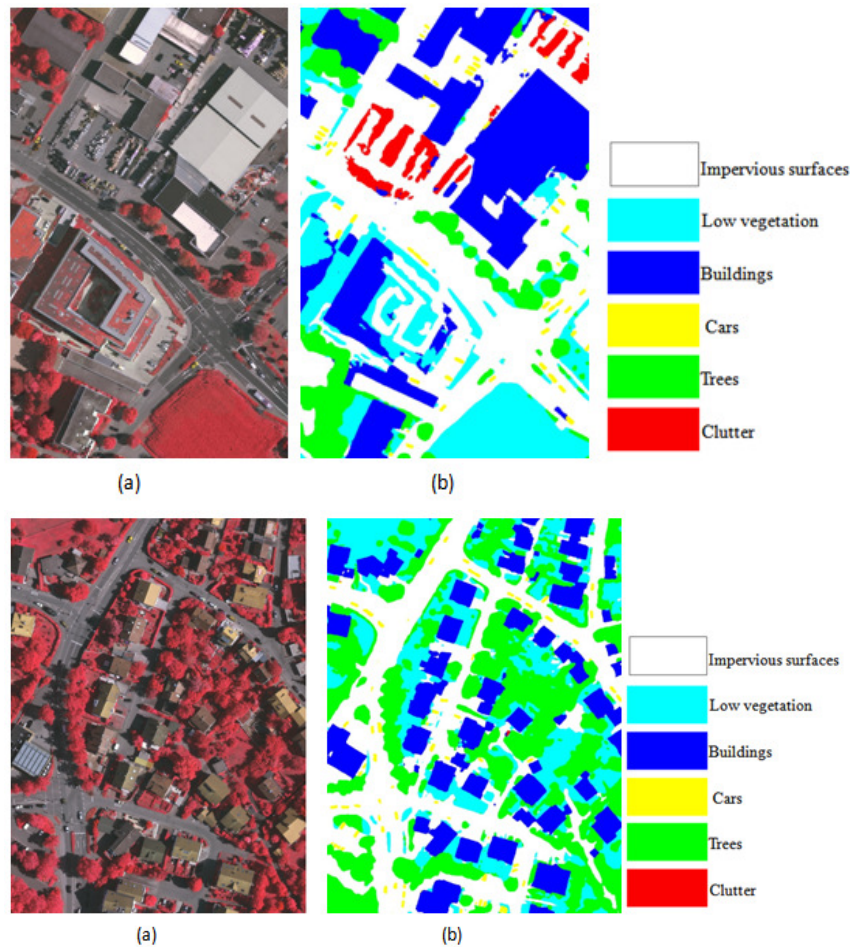 Impervious surfaces
Low vegetation
Buildings
Cars
Trees
Clutter
(a) (b)
Impervious surfaces
Low vegetation
Buildings
Cars
Trees
Clutter
(a) (b)